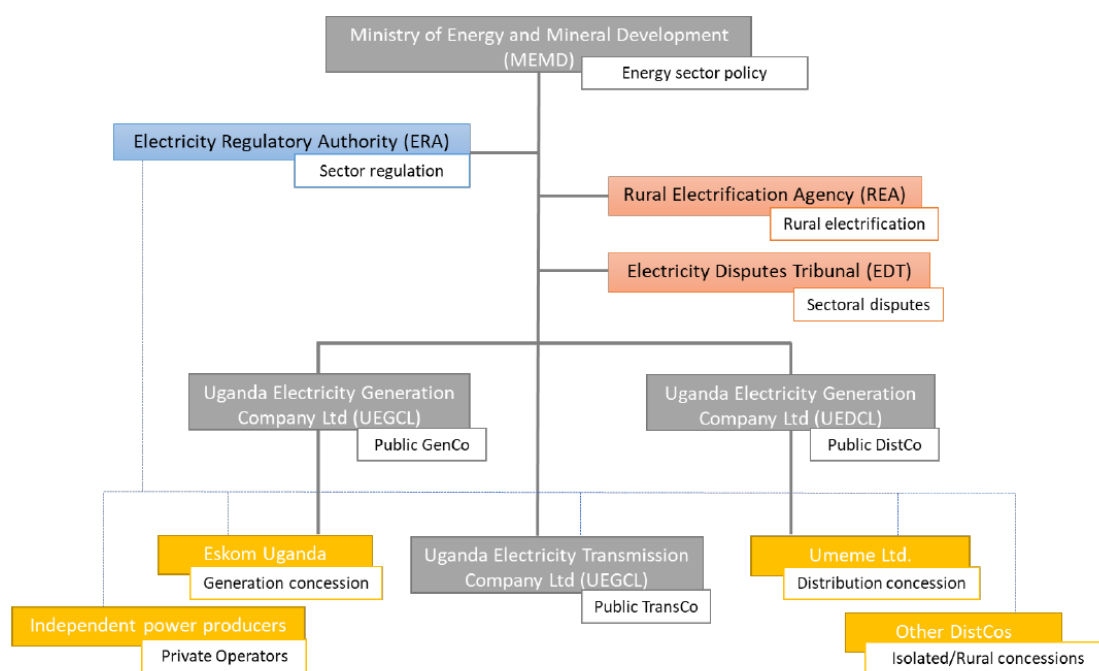 Ministry of Energy and Mineral Development
(MEMD)
Energy sector policy
Electricity Regulatory Authority (ERA)
Sector regulation
Rural Electrification Agency (REA)
Rural electrification
Electricity Disputes Tribunal (EDT)
Sectoral disputes
Uganda Electricity Generation
Company Ltd (UEGCL)
Public GenCo
Uganda Electricity Generation
Company Ltd (UEDCL)
Public DistCo
Eskom Uganda
Generation concession
Uganda Electricity Transmission
Company Ltd (UEGCL)
Public TransCo
Umeme Ltd.
Distribution concession
Independent power producers
Private Operators
Other DistCos
Isolated/Rural concessions